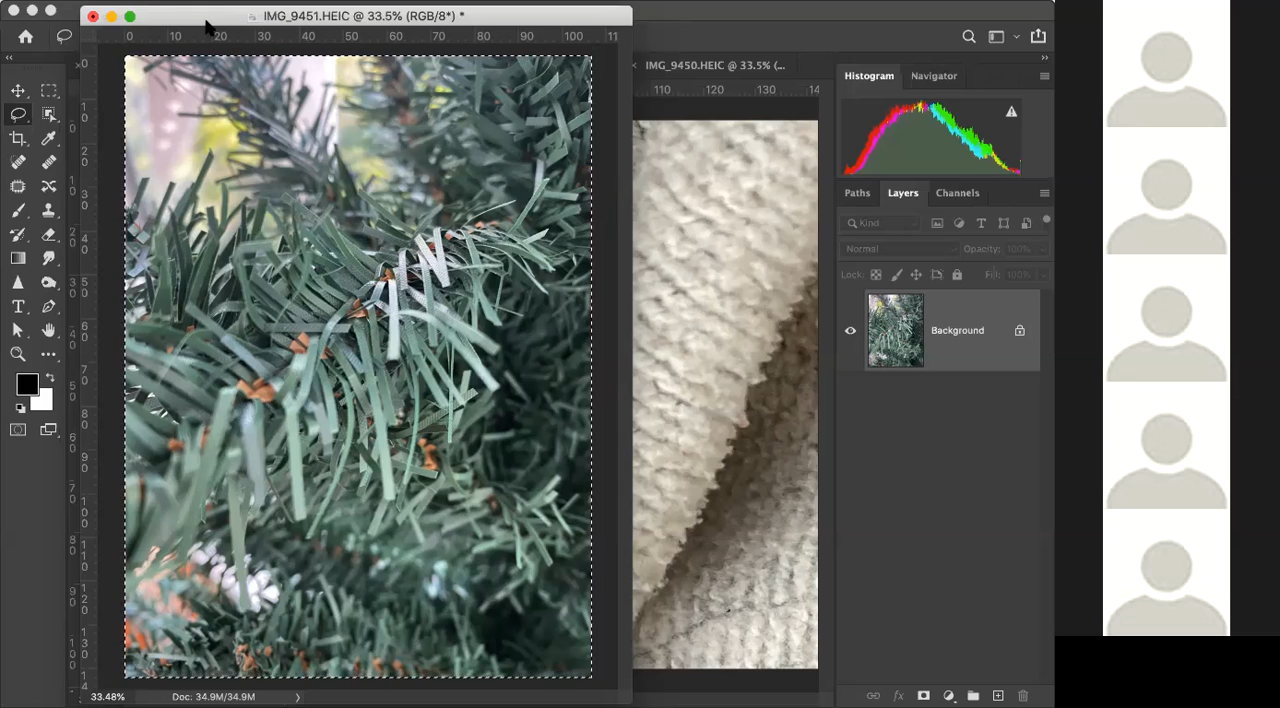 IMG_9451.HEIC @ 33.5% (RGB/8*) *
0 10 20 30 40 50 60 70 80 90 100 11
IMG_9450.HEIC @ 33.5% (...
110 120 130 14
Histogram
Navigator
Paths
Layers
Channels
Kind
Normal
Opacity: 100%
Lock:
Fill: 100%
Background
33.48%
Doc: 34.9M/34.9M